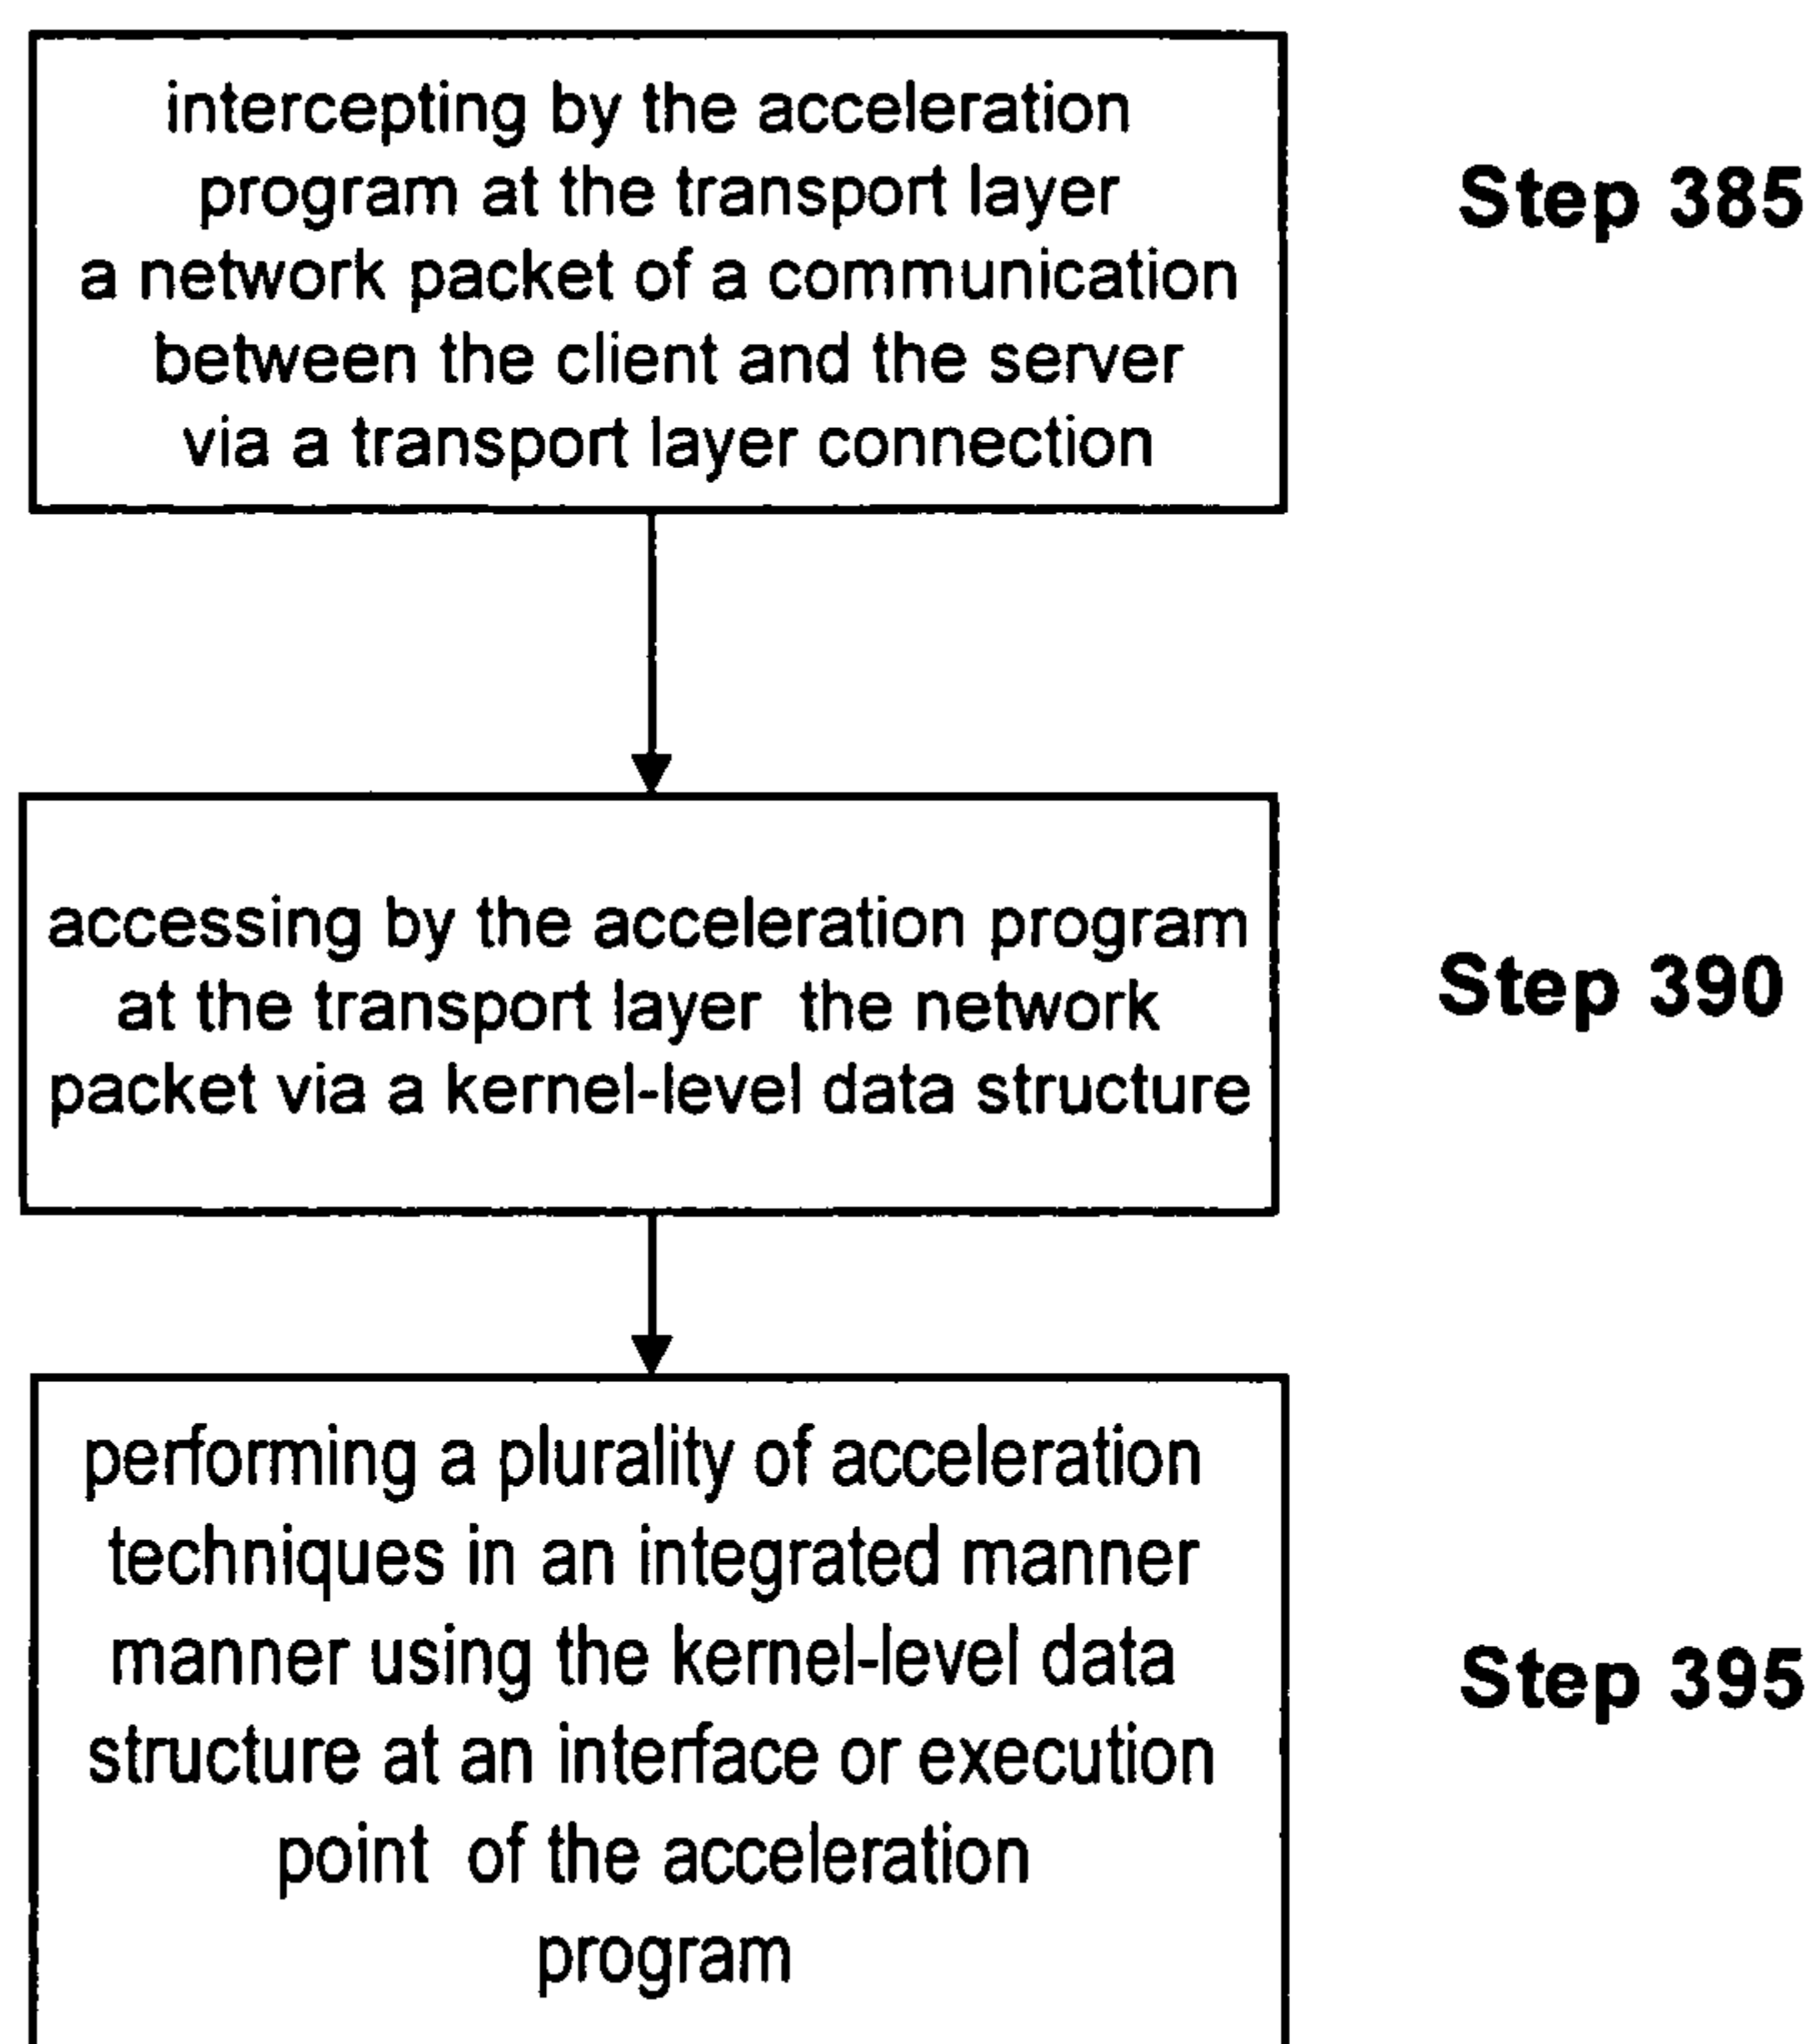 intercepting by the acceleration
program at the transport layer
a network packet of a communication
between the client and the server
via a transport layer connection
Step 385
accessing by the acceleration program
at the transport layer the network
packet via a kernel-level data structure
Step 390
performing a plurality of acceleration
techniques in an integrated manner
manner using the kernel-level data
structure at an interface or execution
point of the acceleration
program
Step 395